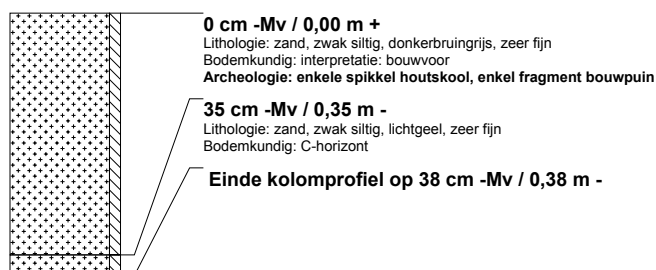 0 cm -Mv / 0,00 m +
Lithologie: zand, zwak siltig, donkerbruingrijs, zeer fijn
Bodemkundig: interpretatie: bouwvoor
Archeologie: enkele spikkel houtskool, enkel fragment bouwpuin
35 cm -Mv / 0,35 m -
Lithologie: zand, zwak siltig, lichtgeel, zeer fijn
Bodemkundig: C-horizont
Einde kolomprofiel op 38 cm -Mv / 0,38 m -